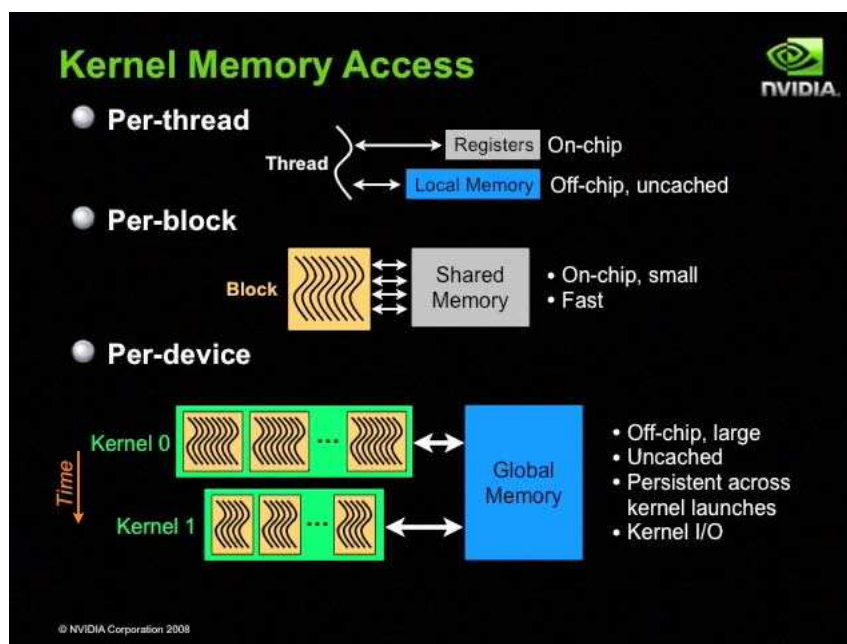 Kernel Memory Access
NVIDIA.
Per-thread
Thread
Registers
On-chip
Local Memory
Off-chip, uncached
Per-block
Block
Shared
Memory
• On-chip, small
• Fast
Per-device
Kernel 0
...
Time
Kernel 1
...
Global
Memory
• Off-chip, large
• Uncached
• Persistent across
kernel launches
• Kernel I/O
© NVIDIA Corporation 2008